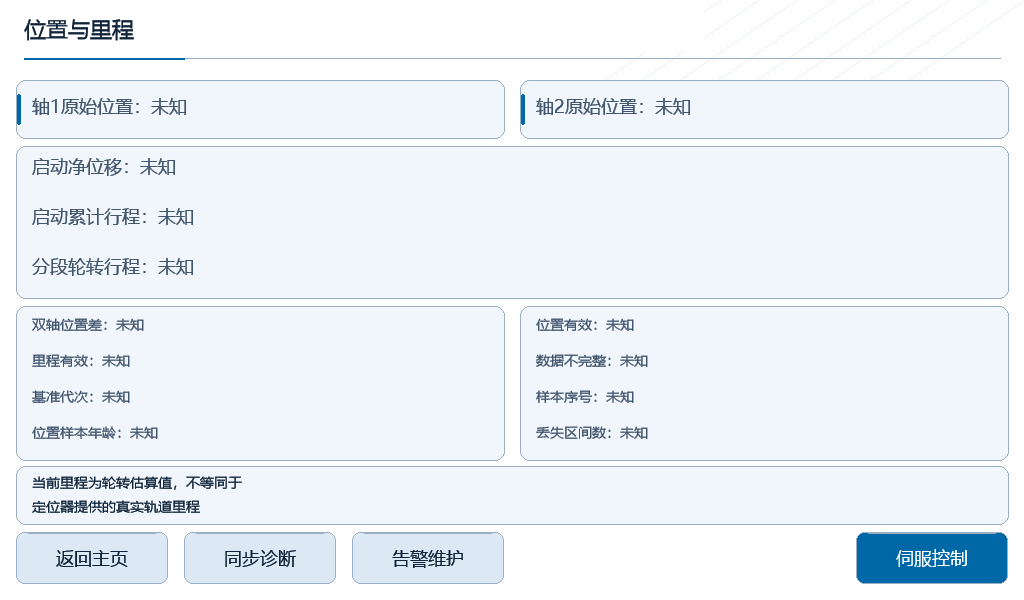 位置与里程
轴1原始位置：未知
轴2原始位置：未知
启动净位移：未知
启动累计行程：未知
分段轮转行程：未知
双轴位置差：未知
里程有效：未知
基准代次：未知
位置样本年龄：未知
位置有效：未知
数据不完整：未知
样本序号：未知
丢失区间数：未知
当前里程为轮转估算值，不等同于
定位器提供的真实轨道里程
返回主页
同步诊断
告警维护
伺服控制